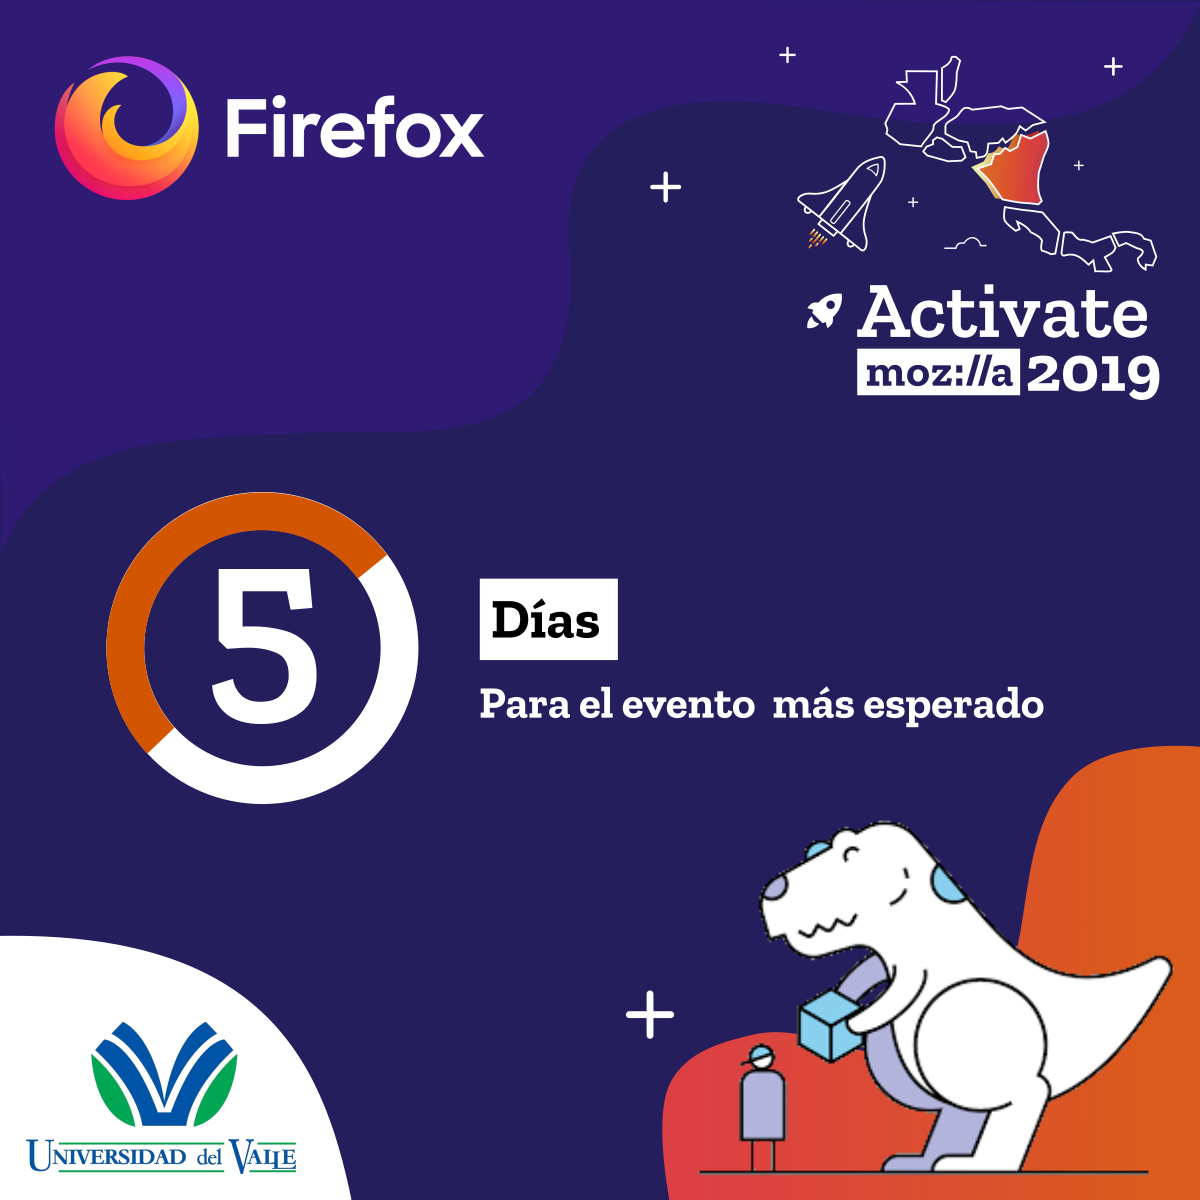 Firefox
Activate
moz://a 2019
5
Días
Para el evento más esperado
UNIVERSIDAD del VALLE